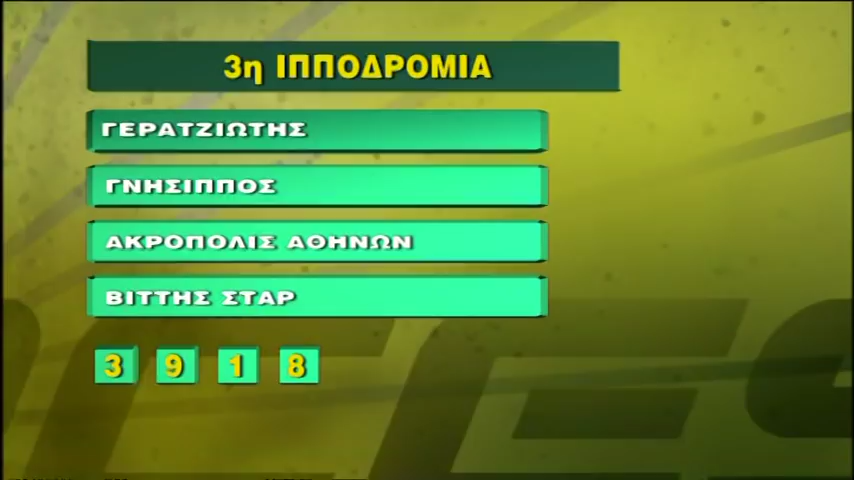 3η ΙΠΠΟΔΡΟΜΙΑ
ΓΕΡΑΤΖΙΩΤΗΣ
ΓΝΗΣΙΠΠΟΣ
ΑΚΡΟΠΟΛΙΣ ΑΘΗΝΩΝ
ΒΙΤΤΗΣ ΣΤΑΡ
3 9 1 8